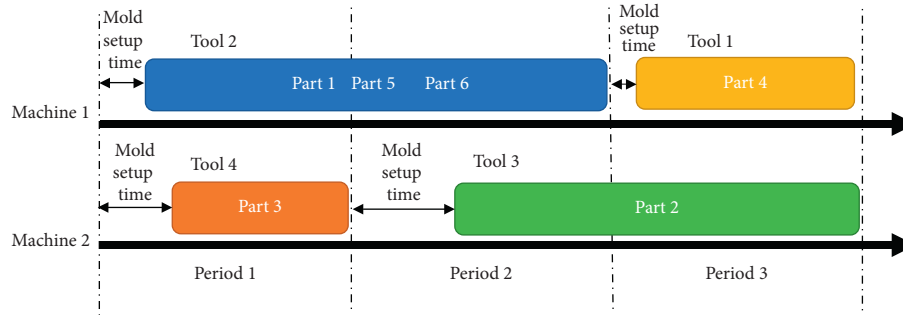 Mold
setup
time
Tool 2
Mold
setup
time
Tool 1
Part 1 Part 5 Part 6
Part 4
Machine 1
Mold
setup
time
Tool 4
Mold
setup
time
Tool 3
Part 3
Part 2
Machine 2
Period 1
Period 2
Period 3